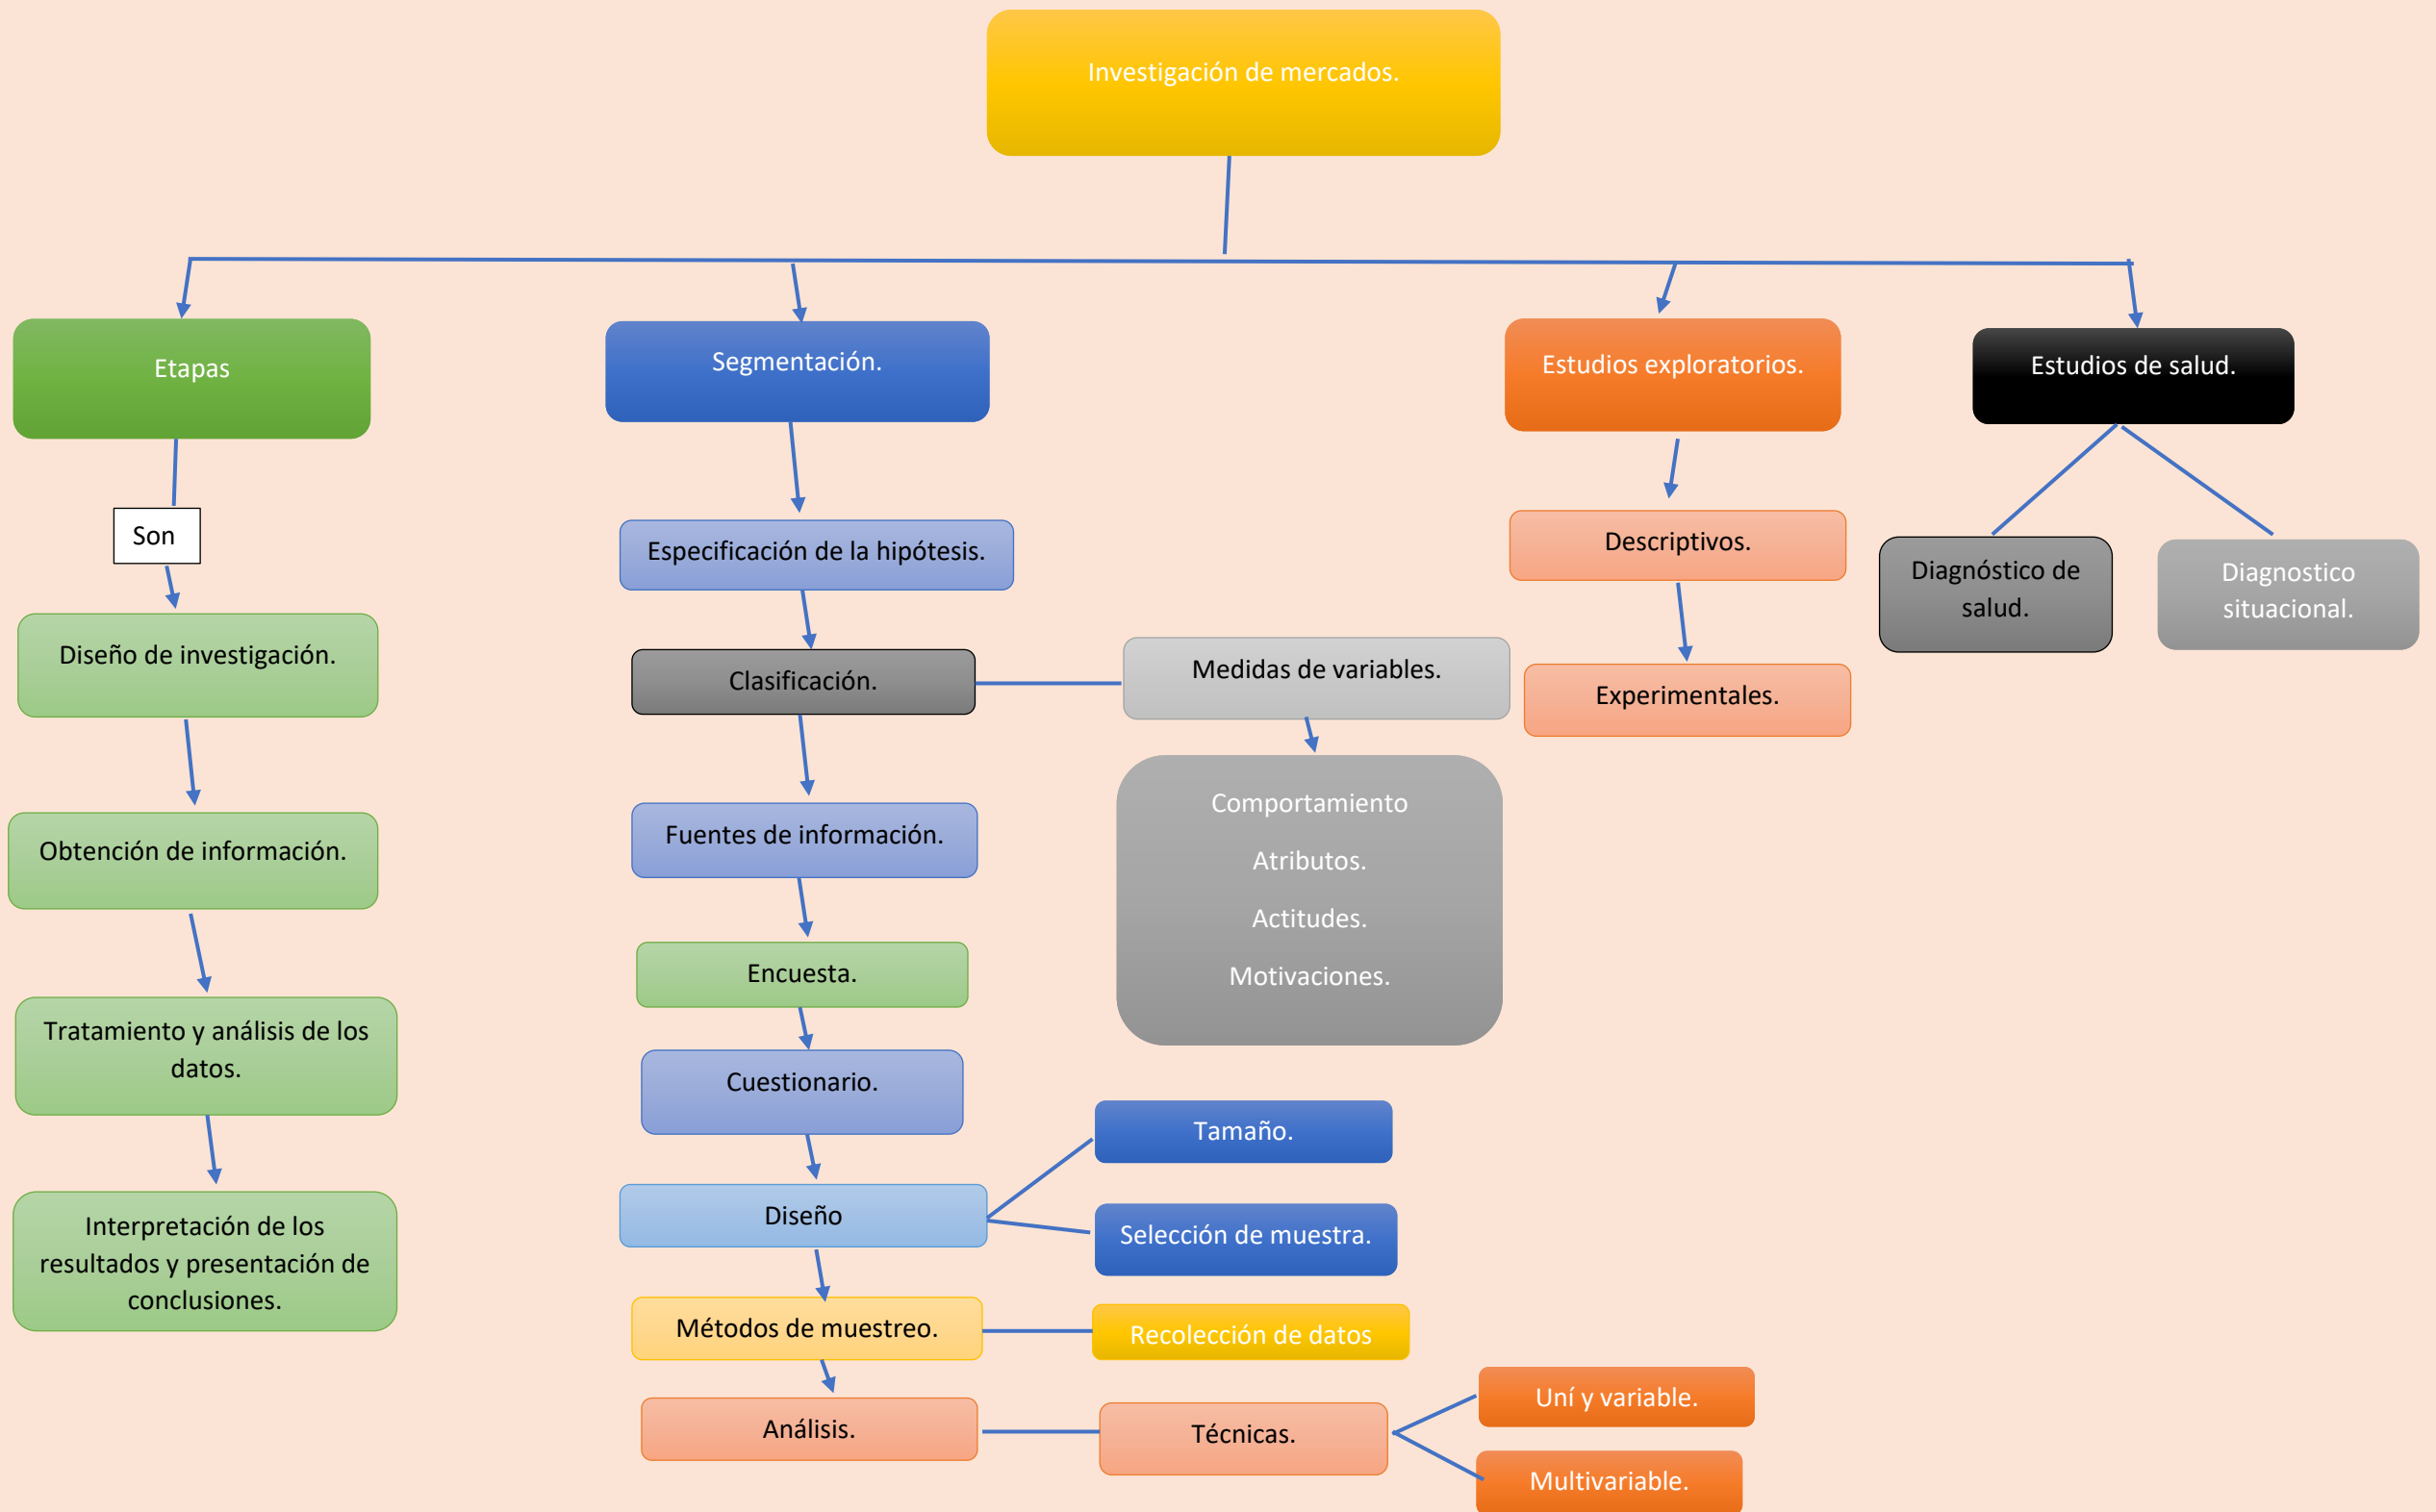 Investigación de mercados.
Etapas
Son
Diseño de investigación.
Obtención de información.
Tratamiento y análisis de los
datos.
Interpretación de los
resultados y presentación de
conclusiones.
Segmentación.
Especificación de la hipótesis.
Clasificación.
Medidas de variables.
Comportamiento
Atributos.
Actitudes.
Motivaciones.
Fuentes de información.
Encuesta.
Cuestionario.
Diseño
Tamaño.
Selección de muestra.
Métodos de muestreo.
Recolección de datos
Análisis.
Técnicas.
Uní y variable.
Multivariable.
Estudios exploratorios.
Descriptivos.
Experimentales.
Estudios de salud.
Diagnóstico de
salud.
Diagnostico
situacional.